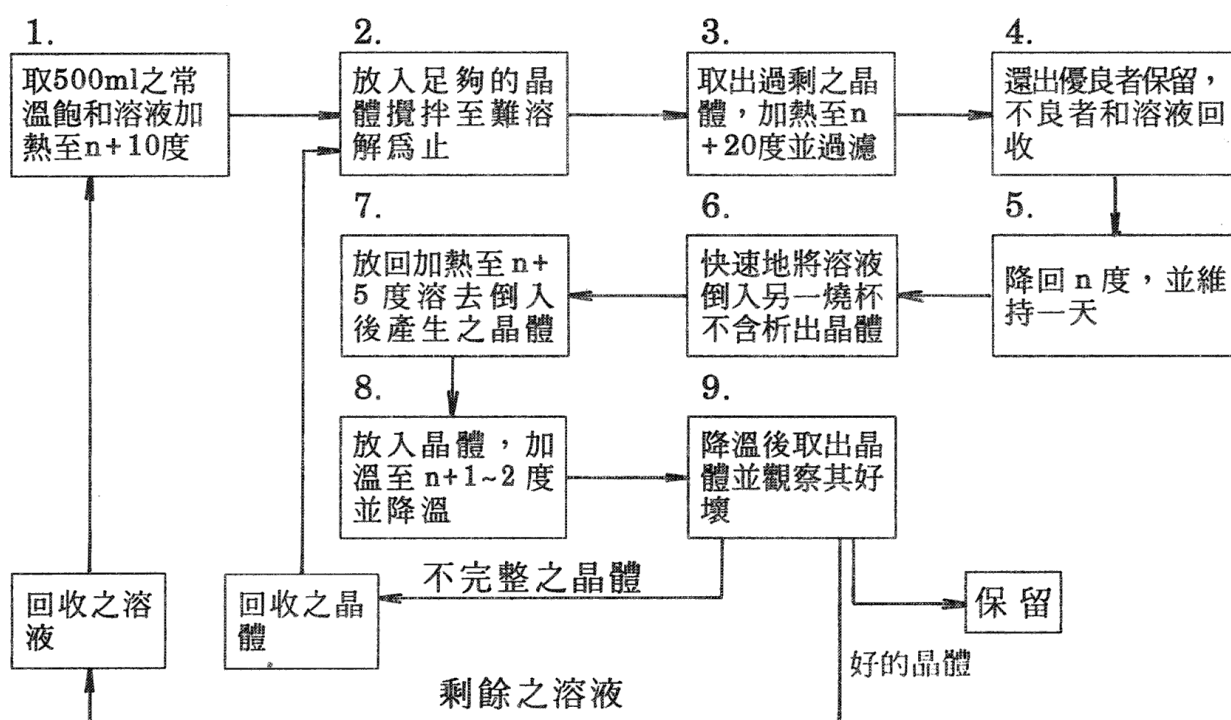 1.
取500ml之常
溫飽和溶液加
熱至n+10度
2.
放入足夠的晶
體攪拌至難溶
解爲止
3.
取出過剩之晶
體，加熱至n
+20度並過濾
4.
還出優良者保留，
不良者和溶液回
收
5.
降回 n 度，並維
持一天
6.
快速地將溶液
倒入另一燒杯
不含析出晶體
7.
放回加熱至 n+
5 度溶去倒入
後產生之晶體
8.
放入晶體，加
溫至 n+1~2 度
並降溫
9.
降溫後取出晶
體並觀察其好
壞
不完整之晶體
回收之溶
液
回收之晶
體
保留
好的晶體
剩餘之溶液